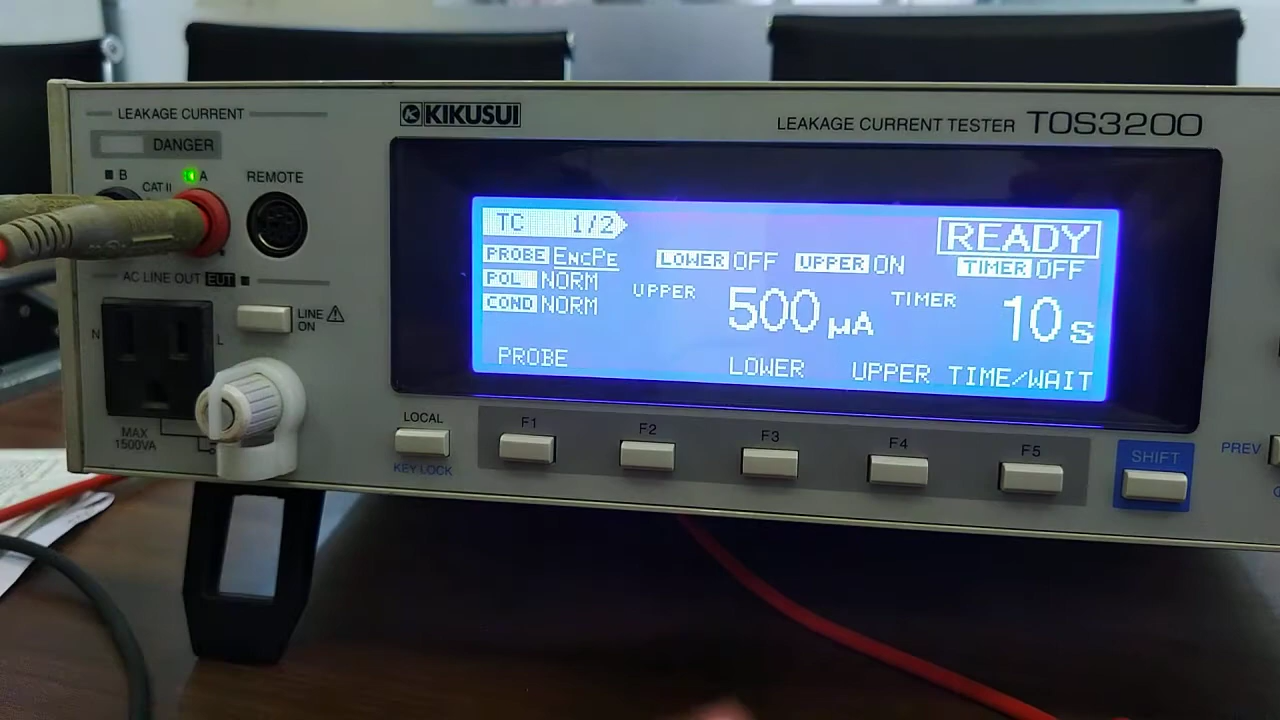 LEAKAGE CURRENT
DANGER
B
CAT II
A
REMOTE
AC LINE OUT EUT
N
L
LINE
ON
MAX
1500VA
KIKUSUI
LEAKAGE CURRENT TESTER TOS3200
TC 1/2
READY
PROBE EncPe
LOWER OFF UPPER ON TIMER OFF
POL NORM
COND NORM
UPPER 500 µA TIMER 10 s
PROBE LOWER UPPER TIME/WAIT
LOCAL
KEY LOCK
F1 F2 F3 F4 F5
SHIFT
PREV